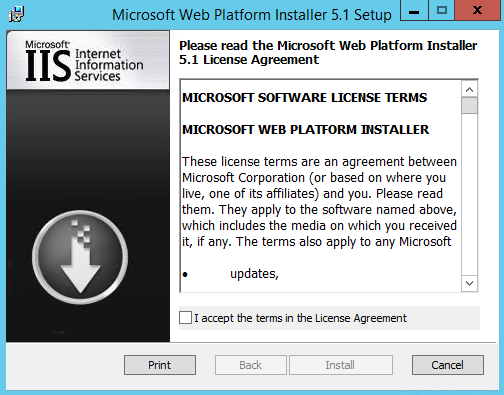 Microsoft Web Platform Installer 5.1 Setup
Microsoft
IIS Internet
Information
Services
Please read the Microsoft Web Platform Installer
5.1 License Agreement
MICROSOFT SOFTWARE LICENSE TERMS
MICROSOFT WEB PLATFORM INSTALLER
These license terms are an agreement between
Microsoft Corporation (or based on where you
live, one of its affiliates) and you. Please read
them. They apply to the software named above,
which includes the media on which you received
it, if any. The terms also apply to any Microsoft
• updates,
I accept the terms in the License Agreement
Print Back Install Cancel